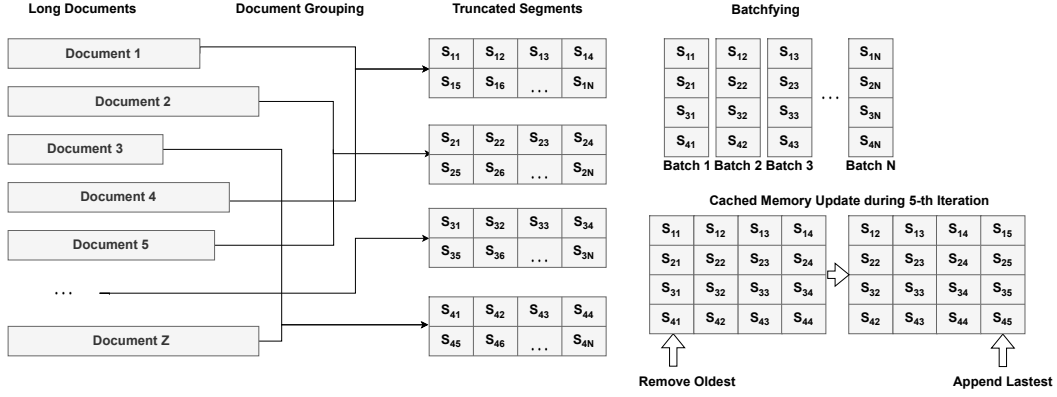 Long Documents
Document Grouping
Truncated Segments
Batchfying
Document 1
Document 2
Document 3
Document 4
Document 5
...
Document Z
S11 S12 S13 S14
S15 S16 ... S1N
S21 S22 S23 S24
S25 S26 ... S2N
S31 S32 S33 S34
S35 S36 ... S3N
S41 S42 S43 S44
S45 S46 ... S4N
S11 S12 S13 S1N
S21 S22 S23 ... S2N
S31 S32 S33 S3N
S41 S42 S43 S4N
Batch 1 Batch 2 Batch 3 Batch N
Cached Memory Update during 5-th Iteration
S11 S12 S13 S14
S21 S22 S23 S24
S31 S32 S33 S34
S41 S42 S43 S44
S12 S13 S14 S15
S22 S23 S24 S25
S32 S33 S34 S35
S42 S43 S44 S45
Remove Oldest
Append Lastest